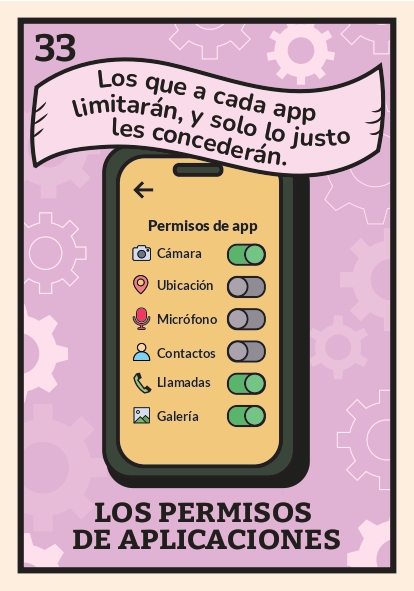 33
Los que a cada app
limitarán, y solo lo justo
les concederán.
Permisos de app
Cámara
Ubicación
Micrófono
Contactos
Llamadas
Galería
LOS PERMISOS
DE APLICACIONES